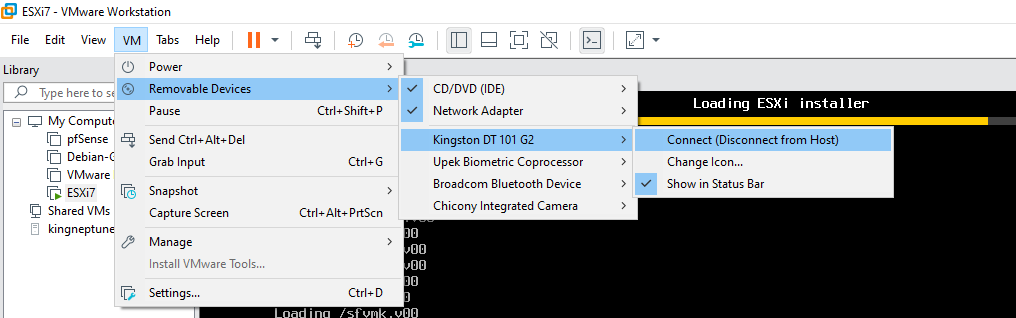 ESXi7 - VMware Workstation
File Edit View VM Tabs Help
Library
Type here to se
My Compute
pfSense
Debian-G
VMware
ESXi7
Shared VMs
kingneptune
Power
Removable Devices
Pause Ctrl+Shift+P
Send Ctrl+Alt+Del
Grab Input Ctrl+G
Snapshot
Capture Screen Ctrl+Alt+PrtScn
Manage
Install VMware Tools...
Settings... Ctrl+D
CD/DVD (IDE)
Network Adapter
Kingston DT 101 G2
Upek Biometric Coprocessor
Broadcom Bluetooth Device
Chicony Integrated Camera
Connect (Disconnect from Host)
Change Icon...
Show in Status Bar
Loading ESXi installer
00
v00
v00
00
0
Loading /sfvmk.v00